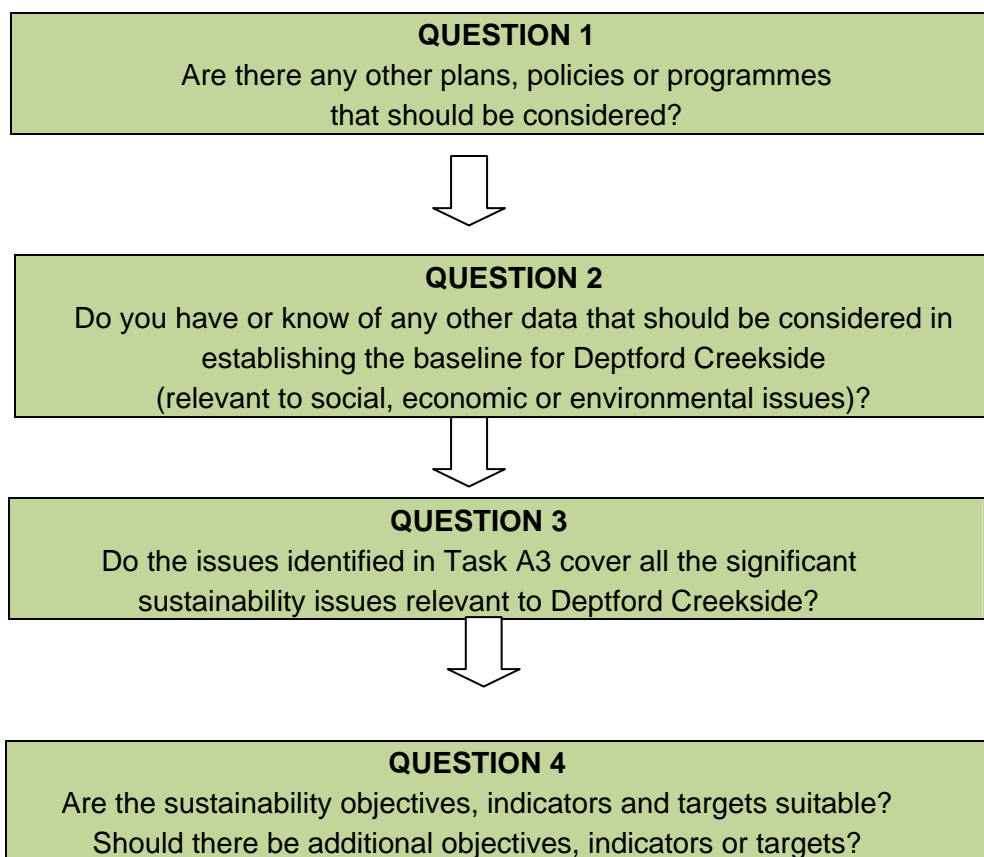 QUESTION 1
Are there any other plans, policies or programmes
that should be considered?
QUESTION 2
Do you have or know of any other data that should be considered in
establishing the baseline for Deptford Creekside
(relevant to social, economic or environmental issues)?
QUESTION 3
Do the issues identified in Task A3 cover all the significant
sustainability issues relevant to Deptford Creekside?
QUESTION 4
Are the sustainability objectives, indicators and targets suitable?
Should there be additional objectives, indicators or targets?